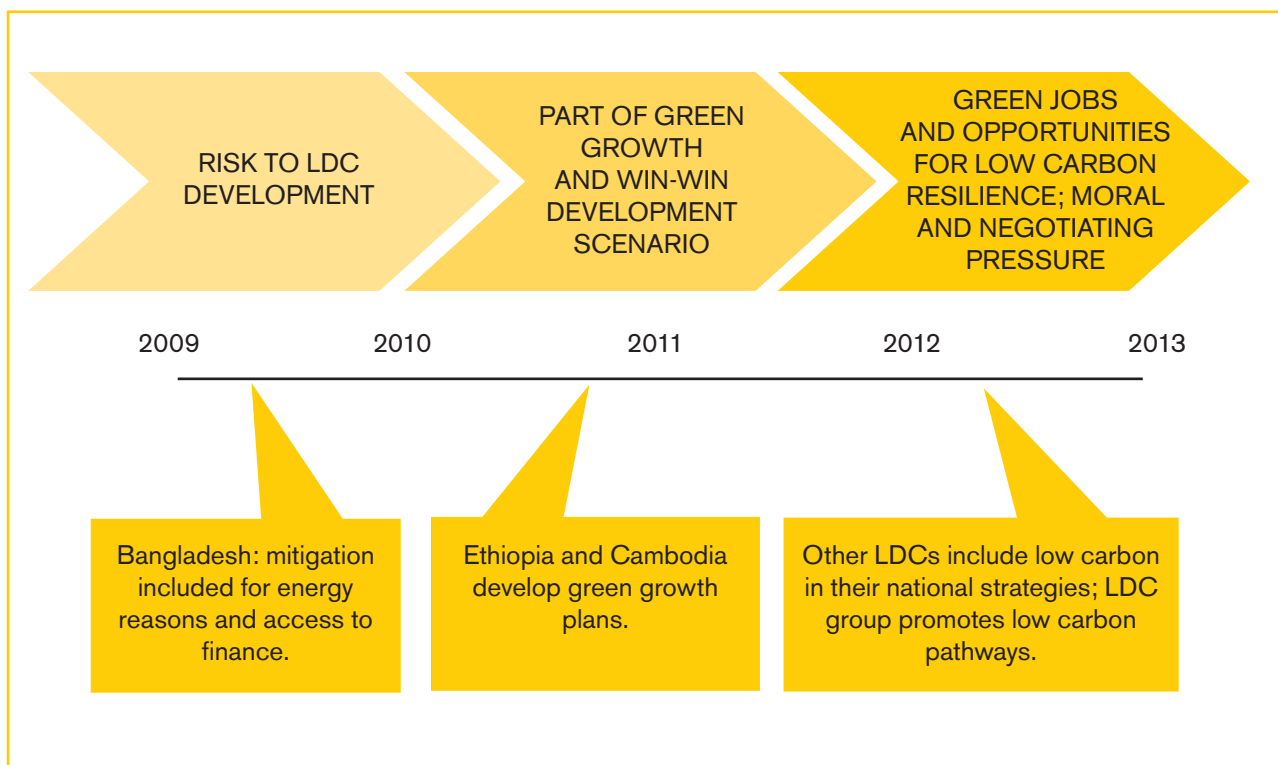 RISK TO LDC
DEVELOPMENT
PART OF GREEN
GROWTH
AND WIN-WIN
DEVELOPMENT
SCENARIO
GREEN JOBS
AND OPPORTUNITIES
FOR LOW CARBON
RESILIENCE; MORAL
AND NEGOTIATING
PRESSURE
2009 2010 2011 2012 2013
Bangladesh: mitigation
included for energy
reasons and access to
finance.
Ethiopia and Cambodia
develop green growth
plans.
Other LDCs include low carbon
in their national strategies; LDC
group promotes low carbon
pathways.